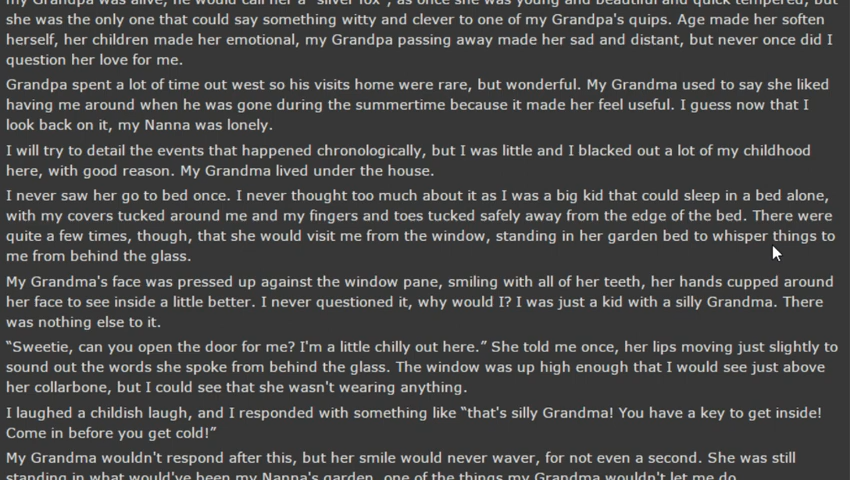 my Grandpa was alive, he would call her a "silver fox", as once she was young and beautiful and quick tempered, but
she was the only one that could say something witty and clever to one of my Grandpa's quips. Age made her soften
herself, her children made her emotional, my Grandpa passing away made her sad and distant, but never once did I
question her love for me.
Grandpa spent a lot of time out west so his visits home were rare, but wonderful. My Grandma used to say she liked
having me around when he was gone during the summertime because it made her feel useful. I guess now that I
look back on it, my Nanna was lonely.
I will try to detail the events that happened chronologically, but I was little and I blacked out a lot of my childhood
here, with good reason. My Grandma lived under the house.
I never saw her go to bed once. I never thought too much about it as I was a big kid that could sleep in a bed alone,
with my covers tucked around me and my fingers and toes tucked safely away from the edge of the bed. There were
quite a few times, though, that she would visit me from the window, standing in her garden bed to whisper things to
me from behind the glass.
My Grandma's face was pressed up against the window pane, smiling with all of her teeth, her hands cupped around
her face to see inside a little better. I never questioned it, why would I? I was just a kid with a silly Grandma. There
was nothing else to it.
“Sweetie, can you open the door for me? I'm a little chilly out here.” She told me once, her lips moving just slightly to
sound out the words she spoke from behind the glass. The window was up high enough that I would see just above
her collarbone, but I could see that she wasn't wearing anything.
I laughed a childish laugh, and I responded with something like “that's silly Grandma! You have a key to get inside!
Come in before you get cold!”
My Grandma wouldn't respond after this, but her smile would never waver, for not even a second. She was still
standing in what would've been my Nanna's garden, one of the things my Grandma wouldn't let me do.